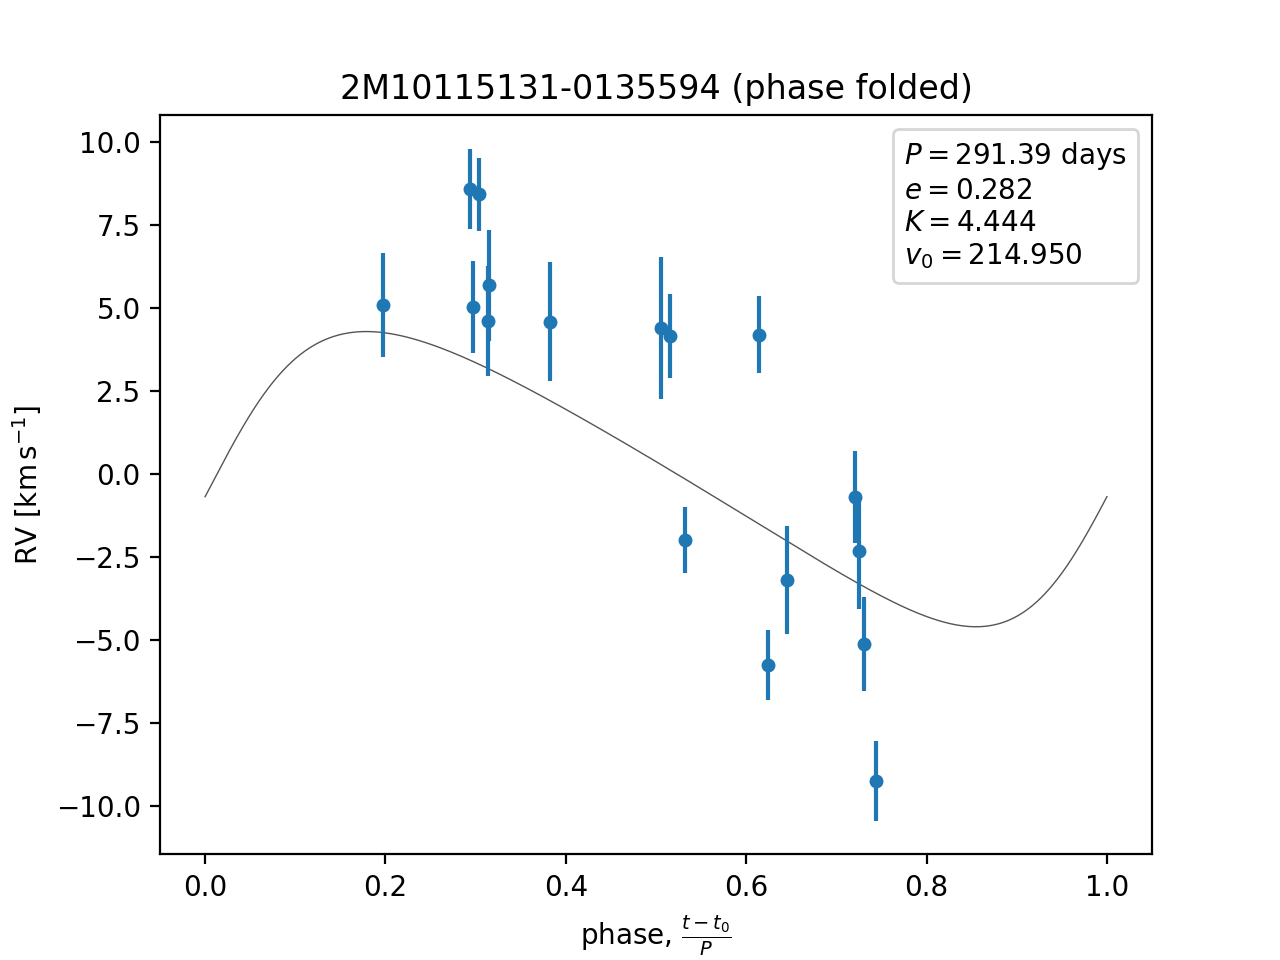 2M10115131-0135594 (phase folded)
P = 291.39 days
e = 0.282
K = 4.444
v₀ = 214.950
10.0
7.5
5.0
2.5
0.0
−2.5
−5.0
−7.5
−10.0
RV [km s⁻¹]
0.0 0.2 0.4 0.6 0.8 1.0
phase, (t − t₀)/P